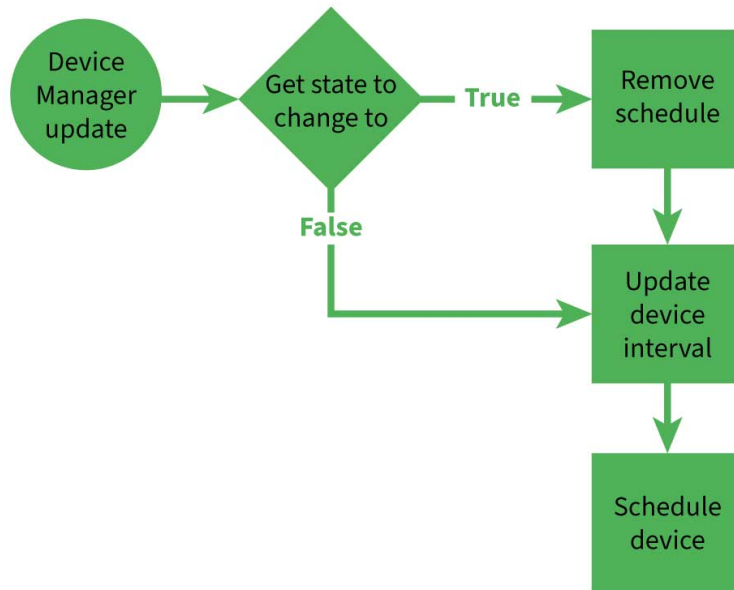 Device
Manager
update
Get state to
change to
True
Remove
schedule
False
Update
device
interval
Schedule
device